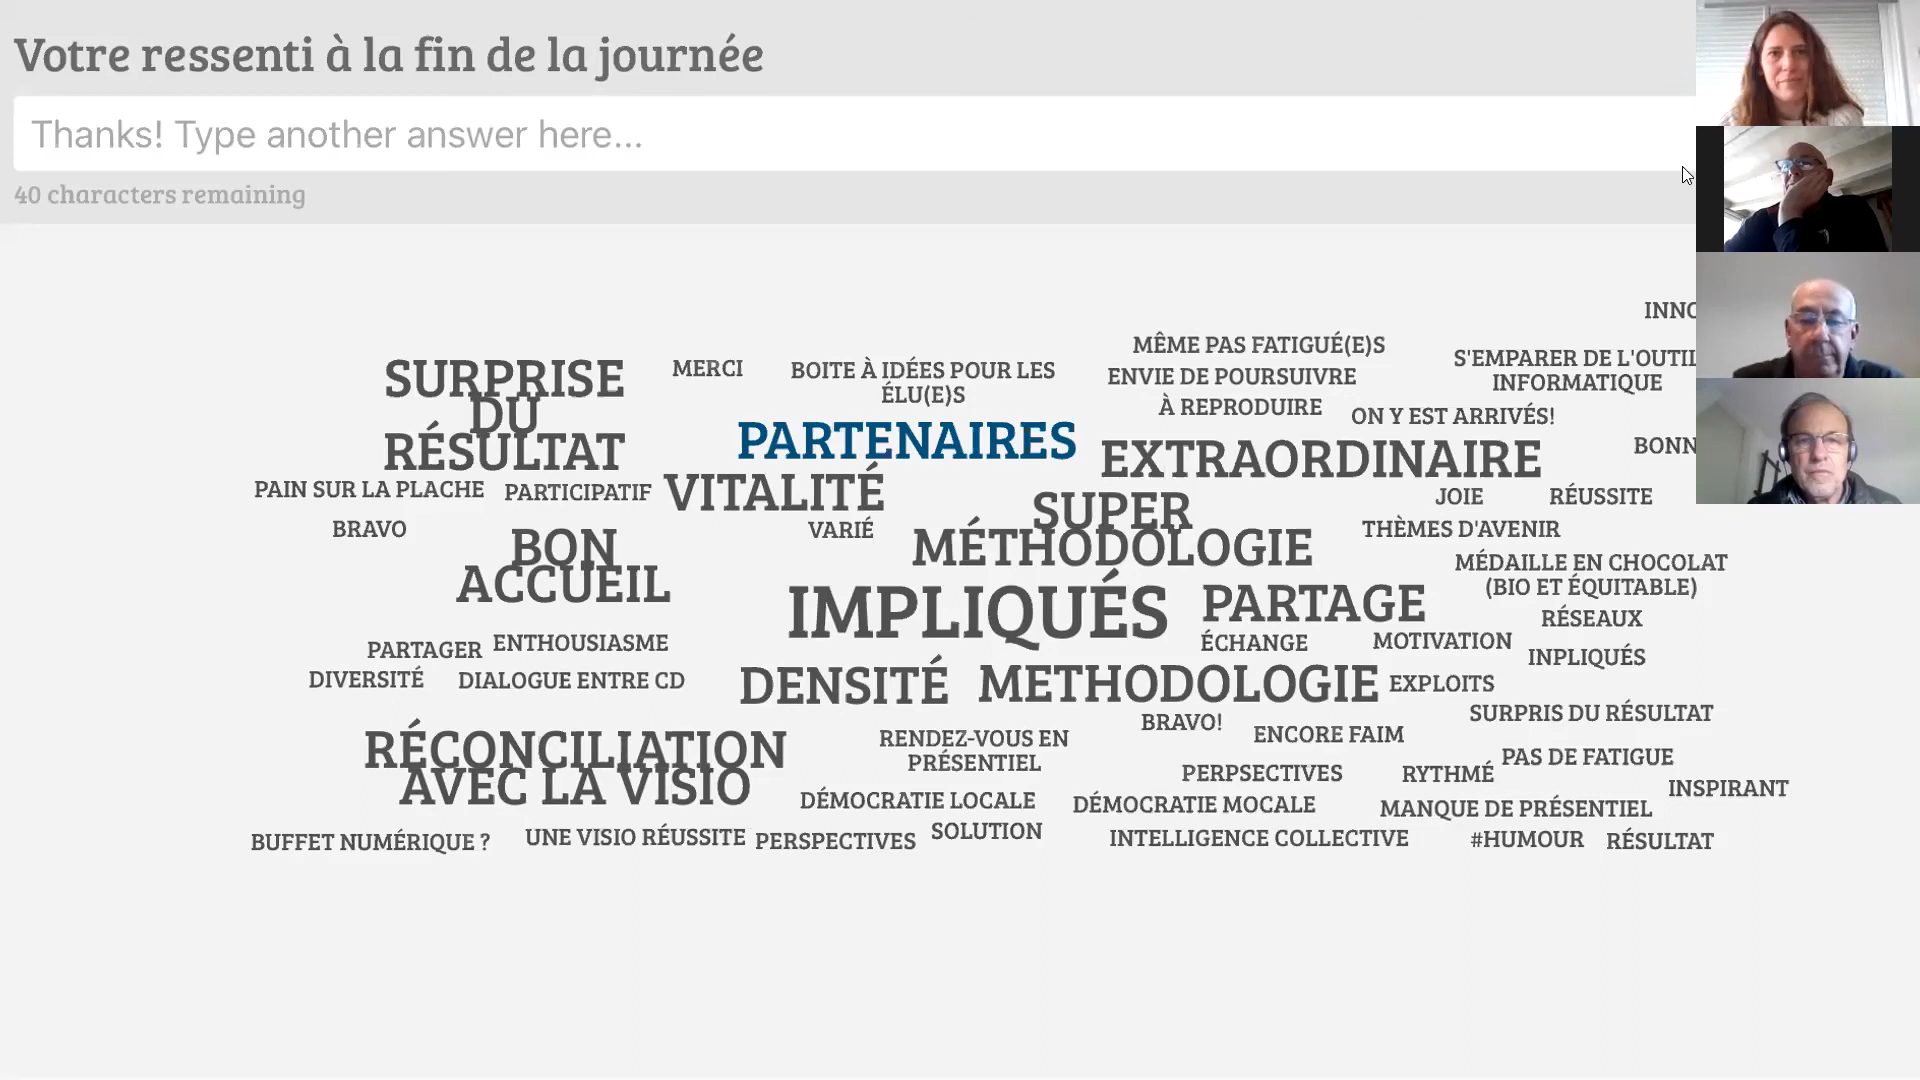 Votre ressenti à la fin de la journée
Thanks! Type another answer here...
40 characters remaining
INNO
MÊME PAS FATIGUÉ(E)S
SURPRISE
DU
RÉSULTAT
MERCI
BOITE À IDÉES POUR LES
ÉLU(E)S
ENVIE DE POURSUIVRE
S'EMPARER DE L'OUTIL
INFORMATIQUE
À REPRODUIRE
ON Y EST ARRIVÉS!
PARTENAIRES
EXTRAORDINAIRE
BONN
PAIN SUR LA PLACHE
PARTICIPATIF
VITALITÉ
SUPER
MÉTHODOLOGIE
JOIE
RÉUSSITE
BRAVO
VARIÉ
THÈMES D'AVENIR
BON
ACCUEIL
MÉDAILLE EN CHOCOLAT
(BIO ET ÉQUITABLE)
IMPLIQUÉS
PARTAGE
RÉSEAUX
PARTAGER
ENTHOUSIASME
ÉCHANGE
MOTIVATION
INPLIQUÉS
DIVERSITÉ
DIALOGUE ENTRE CD
DENSITÉ
METHODOLOGIE
EXPLOITS
SURPRIS DU RÉSULTAT
RÉCONCILIATION
AVEC LA VISIO
RENDEZ-VOUS EN
PRÉSENTIEL
BRAVO!
ENCORE FAIM
PAS DE FATIGUE
PERPSECTIVES
RYTHMÉ
INSPIRANT
DÉMOCRATIE LOCALE
DÉMOCRATIE MOCALE
MANQUE DE PRÉSENTIEL
BUFFET NUMÉRIQUE ?
UNE VISIO RÉUSSITE
PERSPECTIVES
SOLUTION
INTELLIGENCE COLLECTIVE
#HUMOUR
RÉSULTAT